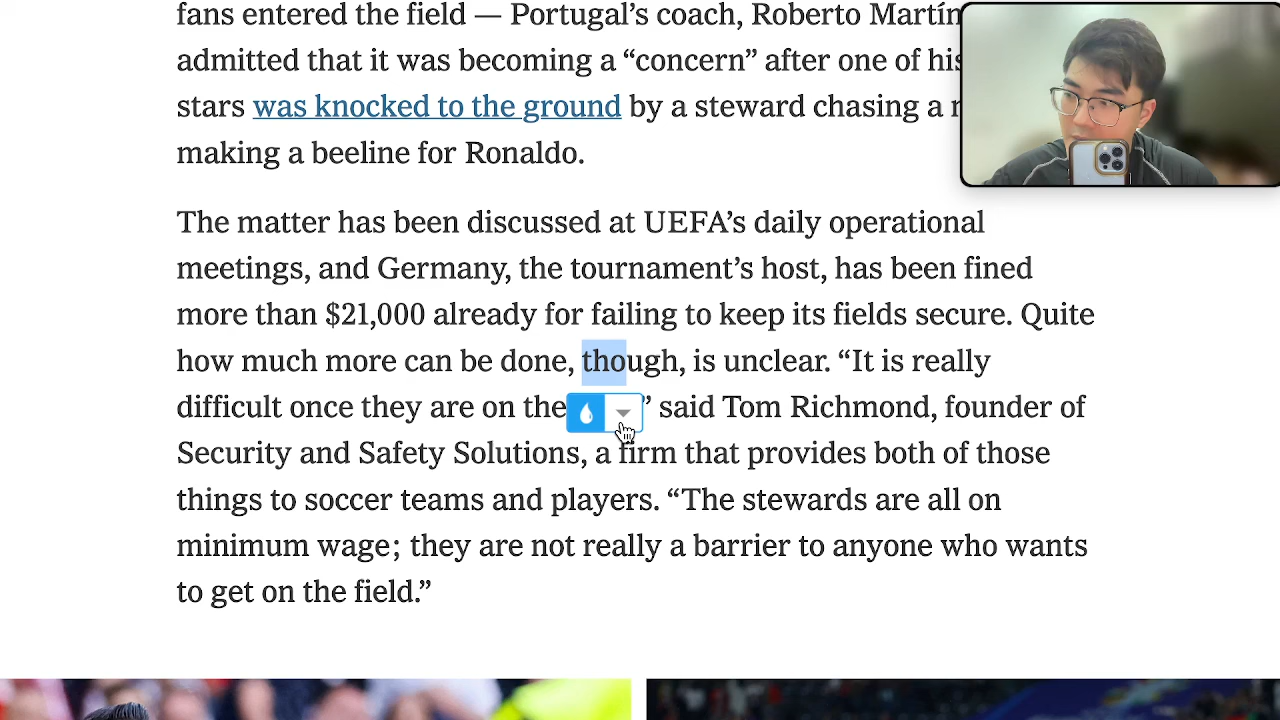 fans entered the field — Portugal’s coach, Roberto Martín
admitted that it was becoming a “concern” after one of his
stars was knocked to the ground by a steward chasing a
making a beeline for Ronaldo.
The matter has been discussed at UEFA’s daily operational
meetings, and Germany, the tournament’s host, has been fined
more than $21,000 already for failing to keep its fields secure. Quite
how much more can be done, though, is unclear. “It is really
difficult once they are on the ” said Tom Richmond, founder of
Security and Safety Solutions, a firm that provides both of those
things to soccer teams and players. “The stewards are all on
minimum wage; they are not really a barrier to anyone who wants
to get on the field.”